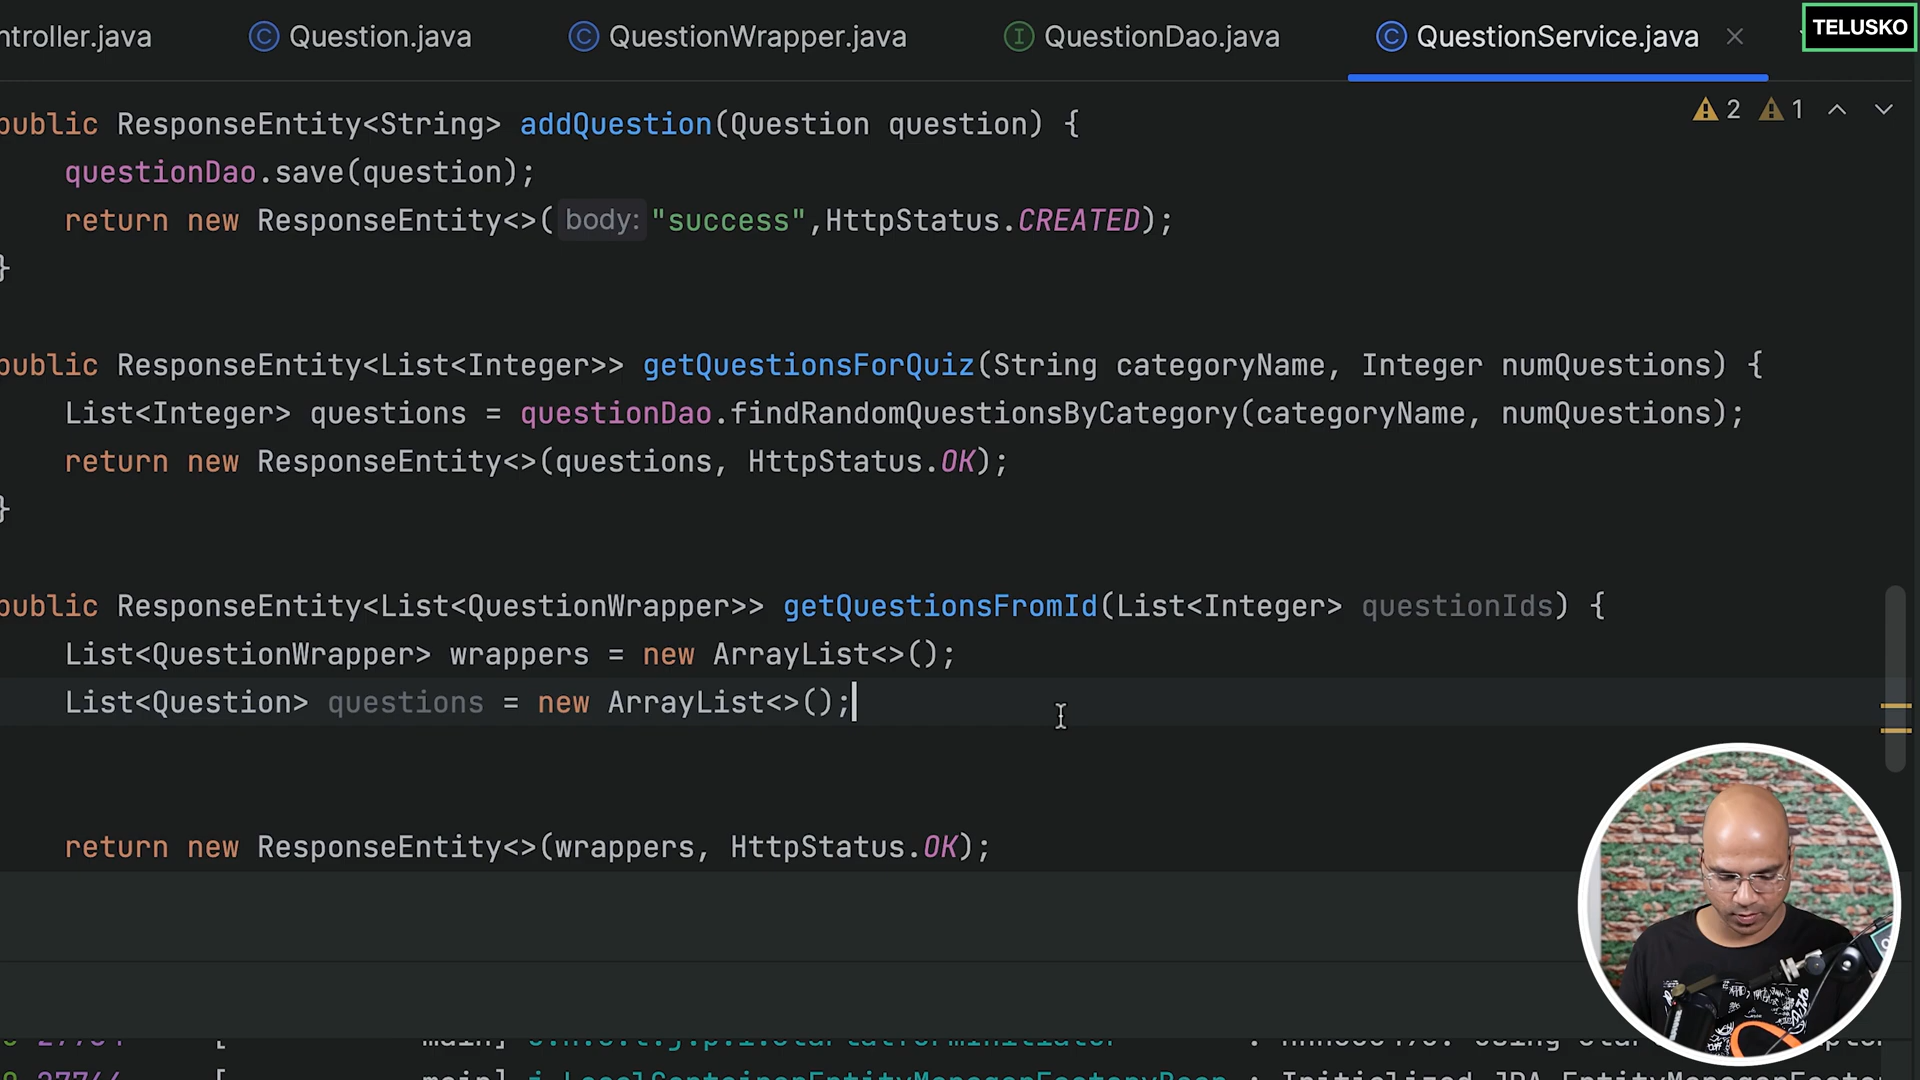 ntroller.java Question.java QuestionWrapper.java QuestionDao.java QuestionService.java TELUSKO
2 1
public ResponseEntity<String> addQuestion(Question question) {
questionDao.save(question);
return new ResponseEntity<>( body: "success",HttpStatus.CREATED);
}
public ResponseEntity<List<Integer>> getQuestionsForQuiz(String categoryName, Integer numQuestions) {
List<Integer> questions = questionDao.findRandomQuestionsByCategory(categoryName, numQuestions);
return new ResponseEntity<>(questions, HttpStatus.OK);
}
public ResponseEntity<List<QuestionWrapper>> getQuestionsFromId(List<Integer> questionIds) {
List<QuestionWrapper> wrappers = new ArrayList<>();
List<Question> questions = new ArrayList<>();
return new ResponseEntity<>(wrappers, HttpStatus.OK);